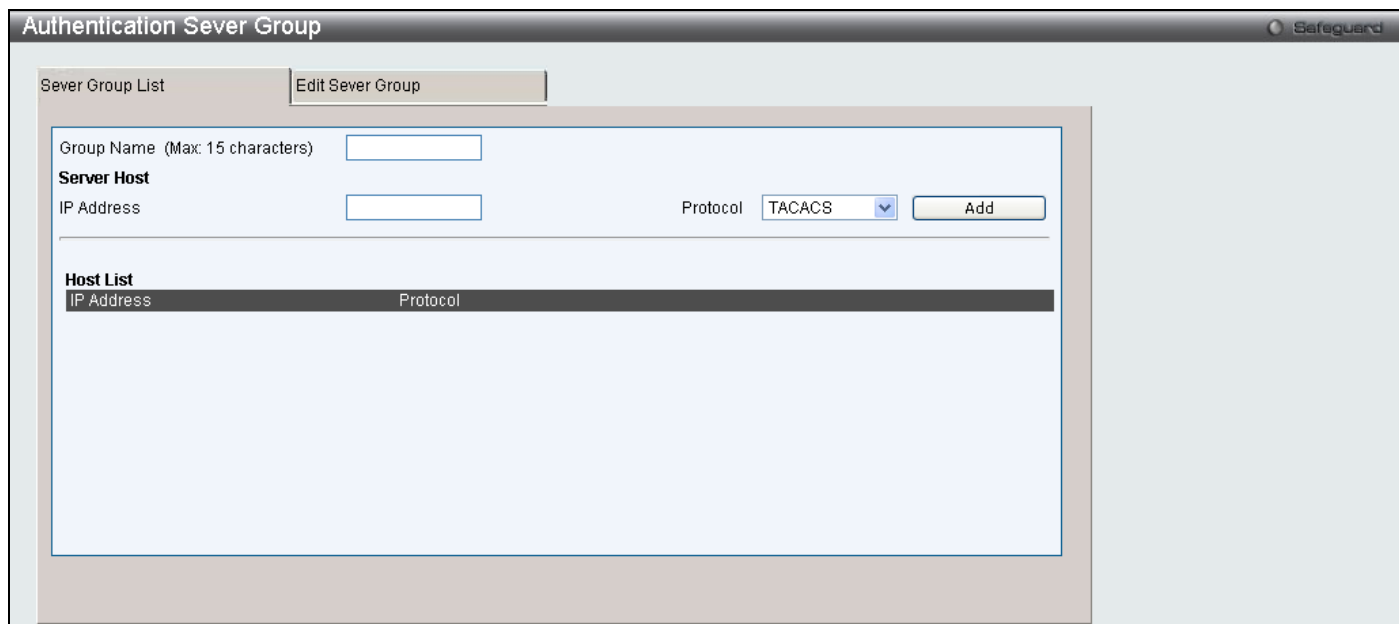 Authentication Sever Group
Safeguard
Sever Group List
Edit Sever Group
Group Name (Max: 15 characters)
Server Host
IP Address Protocol TACACS Add
Host List
IP Address Protocol